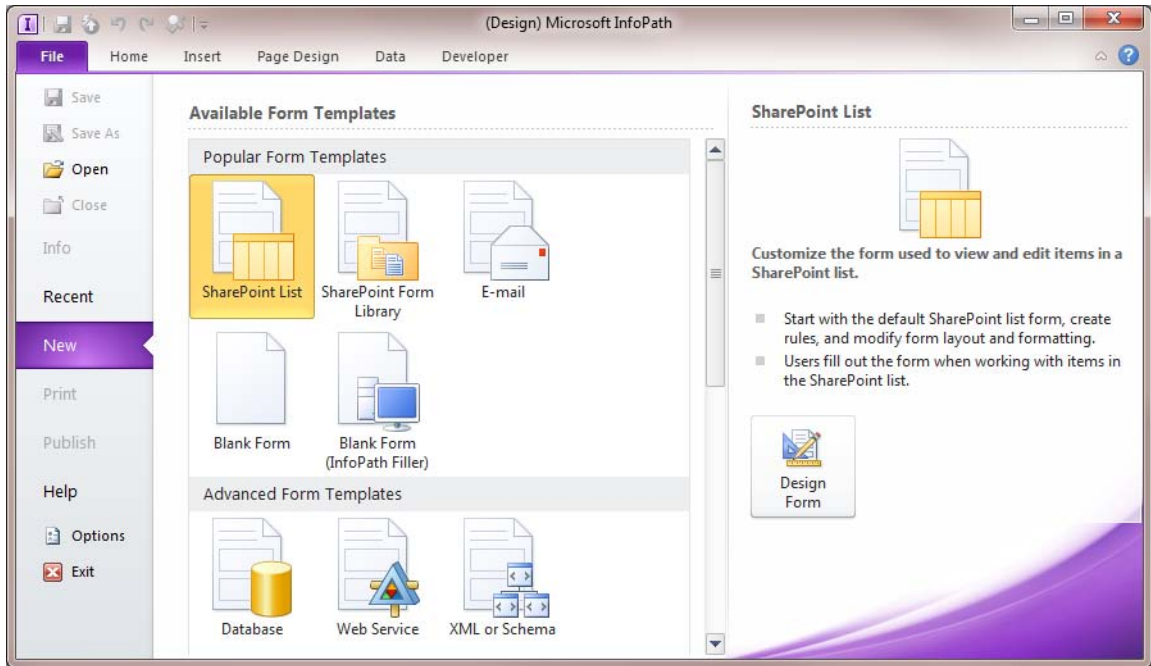 (Design) Microsoft InfoPath
File Home Insert Page Design Data Developer
Save
Save As
Open
Close
Info
Recent
New
Print
Publish
Help
Options
Exit
Available Form Templates
Popular Form Templates
SharePoint List
SharePoint Form
Library
E-mail
Blank Form
Blank Form
(InfoPath Filler)
Advanced Form Templates
Database
Web Service
XML or Schema
SharePoint List
Customize the form used to view and edit items in a
SharePoint list.
Start with the default SharePoint list form, create
rules, and modify form layout and formatting.
Users fill out the form when working with items in
the SharePoint list.
Design
Form